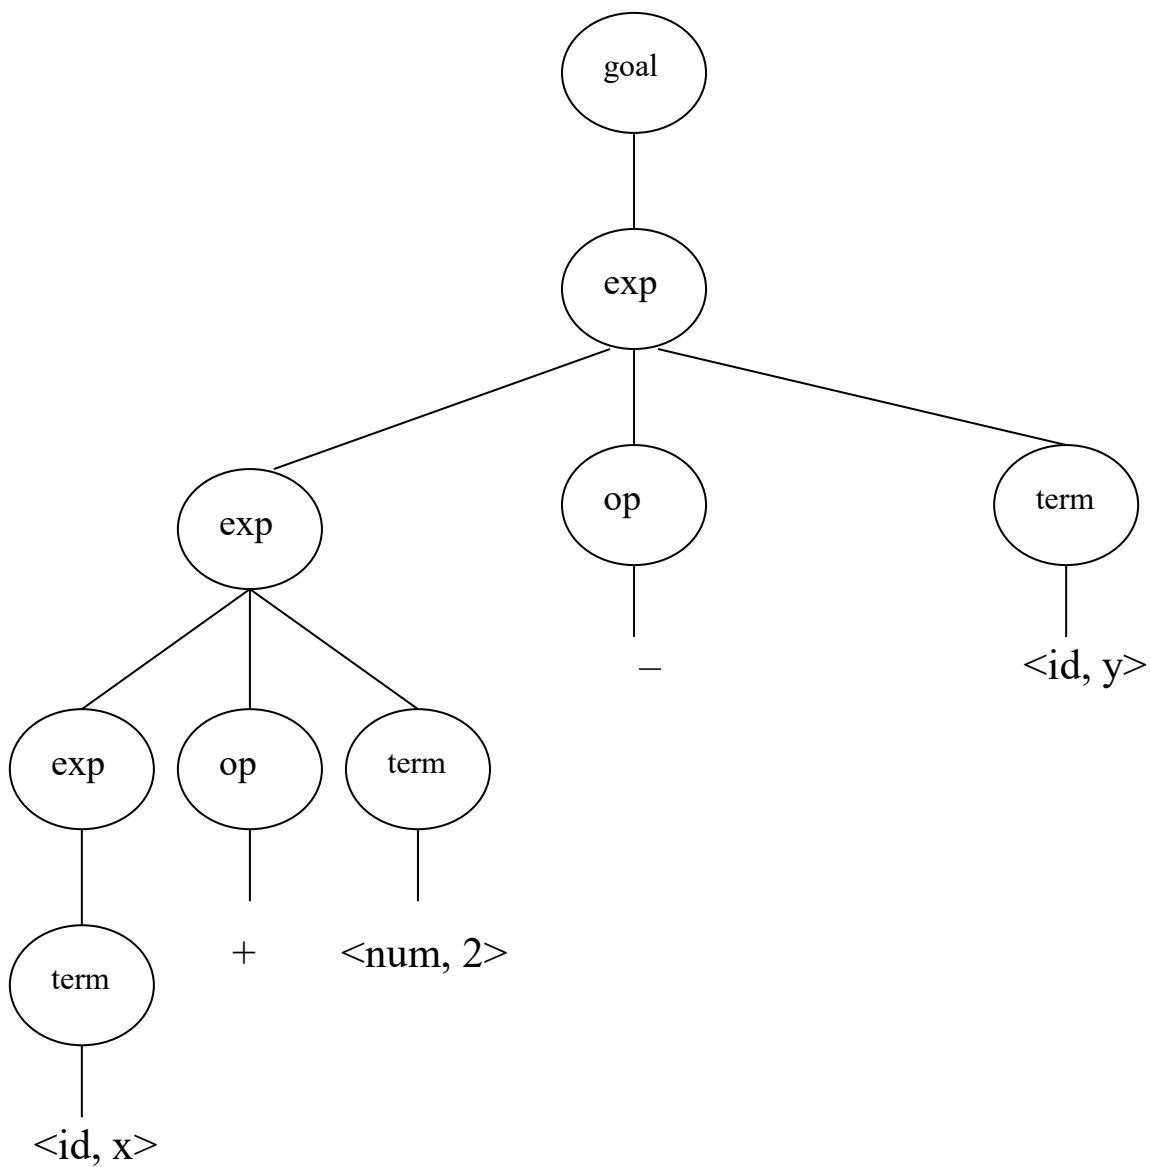 goal
exp
exp
op
term
–
<id, y>
exp
op
term
+
<num, 2>
term
<id, x>